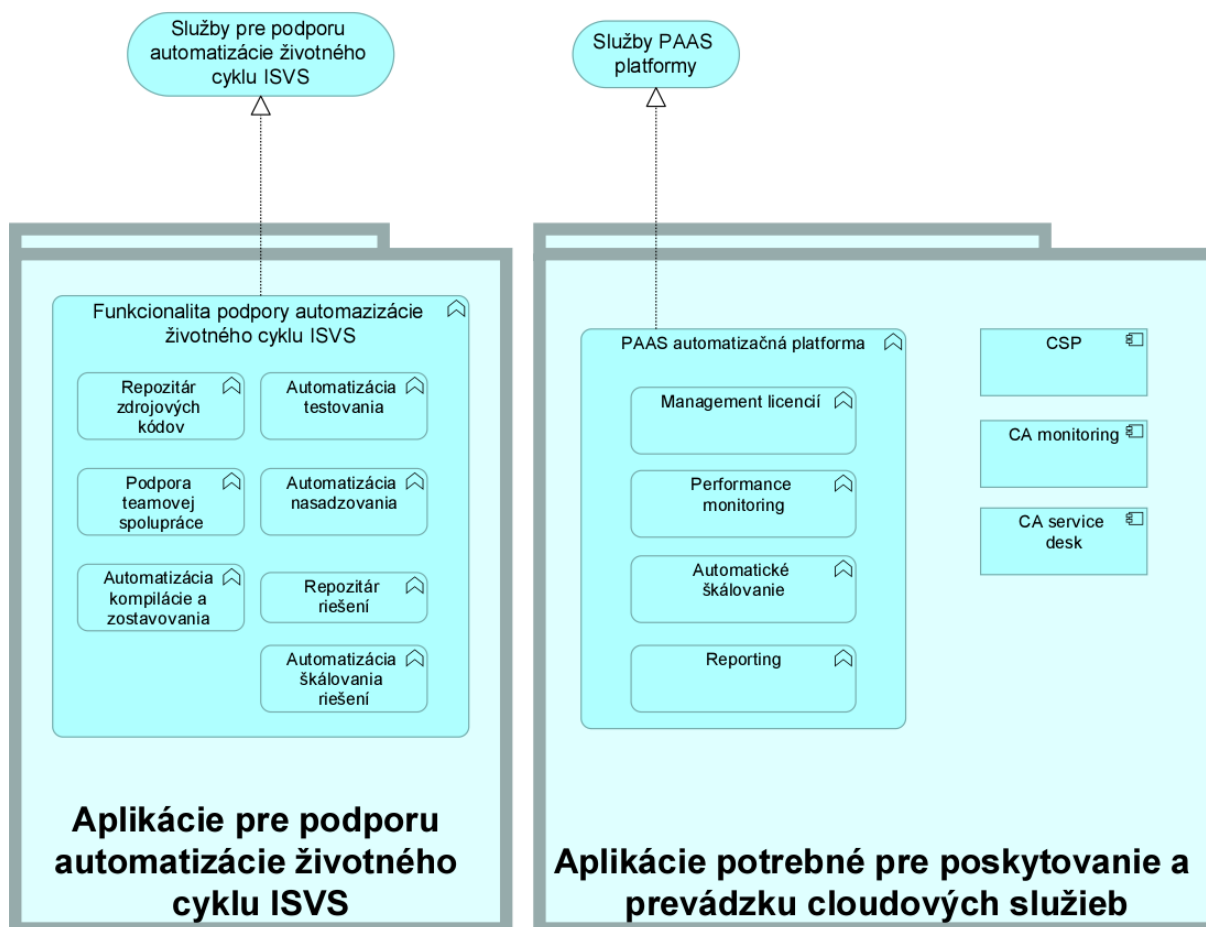 Služby pre podporu
automatizácie životného
cyklu ISVS
Služby PAAS
platformy
Funkcionalita podpory automazizácie
životného cyklu ISVS
Repozitár
zdrojových
kódov
Automatizácia
testovania
Podpora
teamovej
spolupráce
Automatizácia
nasadzovania
Automatizácia
kompilácie a
zostavovania
Repozitár
riešení
Automatizácia
škálovania
riešení
Aplikácie pre podporu
automatizácie životného
cyklu ISVS
PAAS automatizačná platforma
Management licencií
Performance
monitoring
Automatické
škálovanie
Reporting
CSP
CA monitoring
CA service
desk
Aplikácie potrebné pre poskytovanie a
prevádzku cloudových služieb